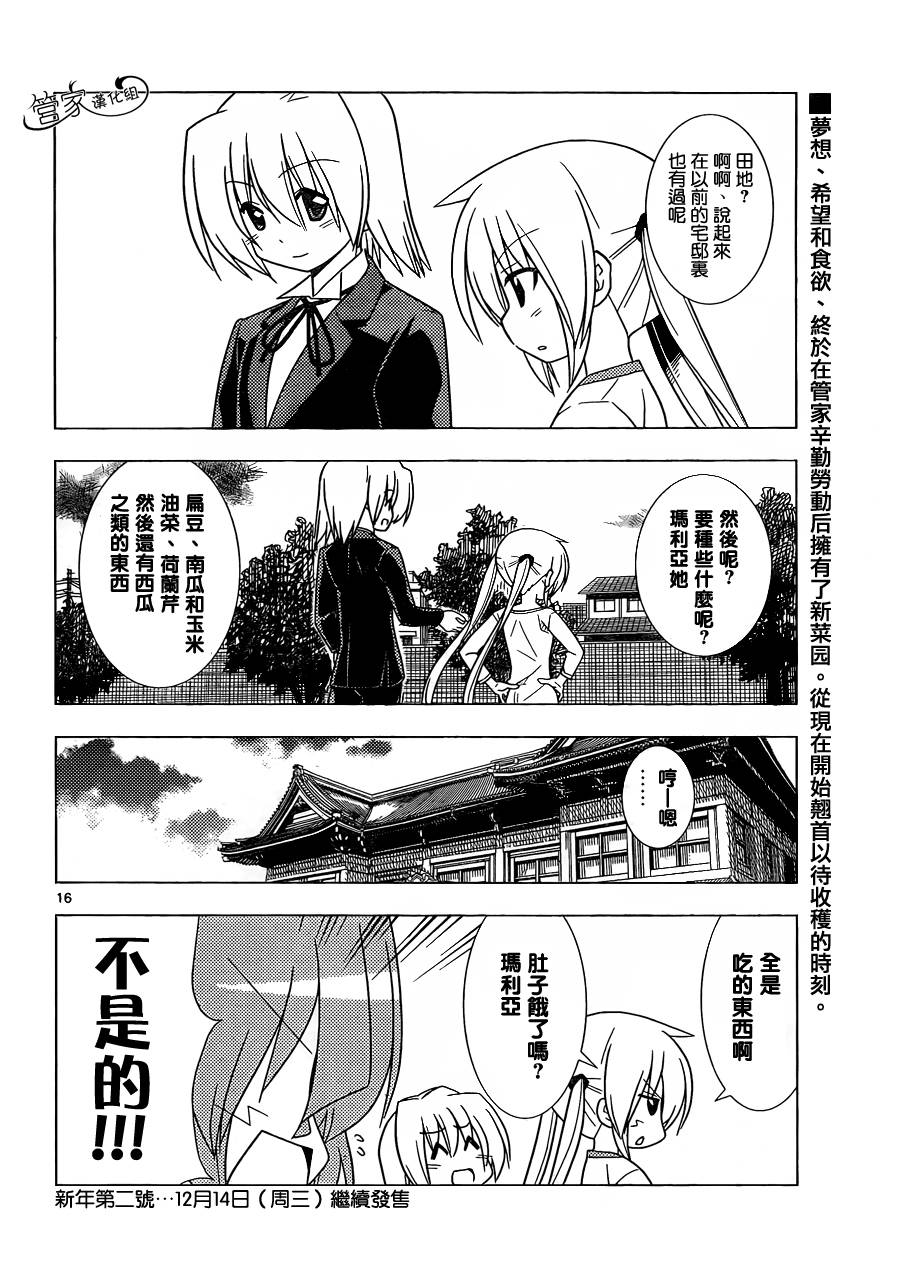 管家
漢化組
■夢想、希望和食欲、終於在管家辛勤勞動后擁有了新菜园。從現在開始翹首以待收穫的時刻。
田地？
啊啊、說起來
在以前的宅邸裏
也有過呢
然後呢？
要種些什麼呢？
瑪利亞她
扁豆、南瓜和玉米
油菜、荷蘭芹
然後還有西瓜
之類的東西
哼—嗯
……
16
全是
吃的東西啊
肚子餓了嗎？
瑪利亞
不是的!!!
新年第二號…12月14日（周三）繼續發售